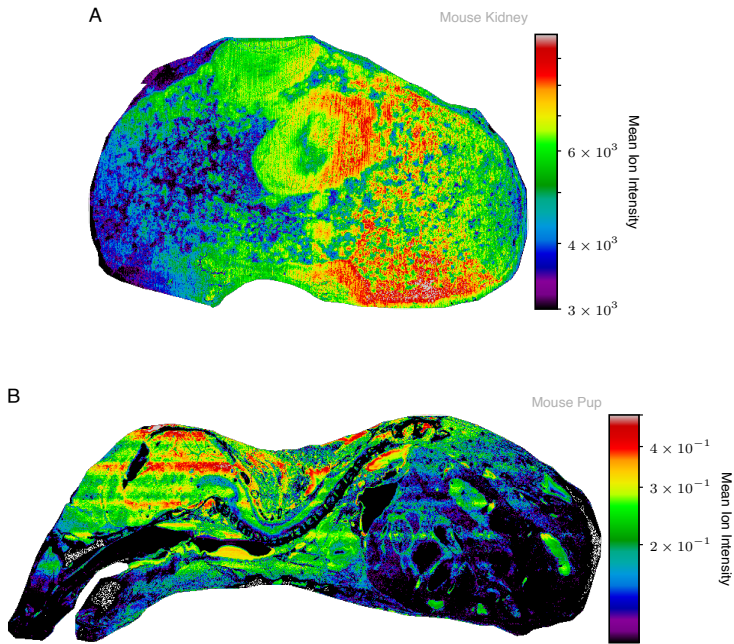 A
Mouse Kidney
6 × 10³
4 × 10³
3 × 10³
Mean Ion Intensity
B
Mouse Pup
4 × 10⁻¹
3 × 10⁻¹
2 × 10⁻¹
Mean Ion Intensity